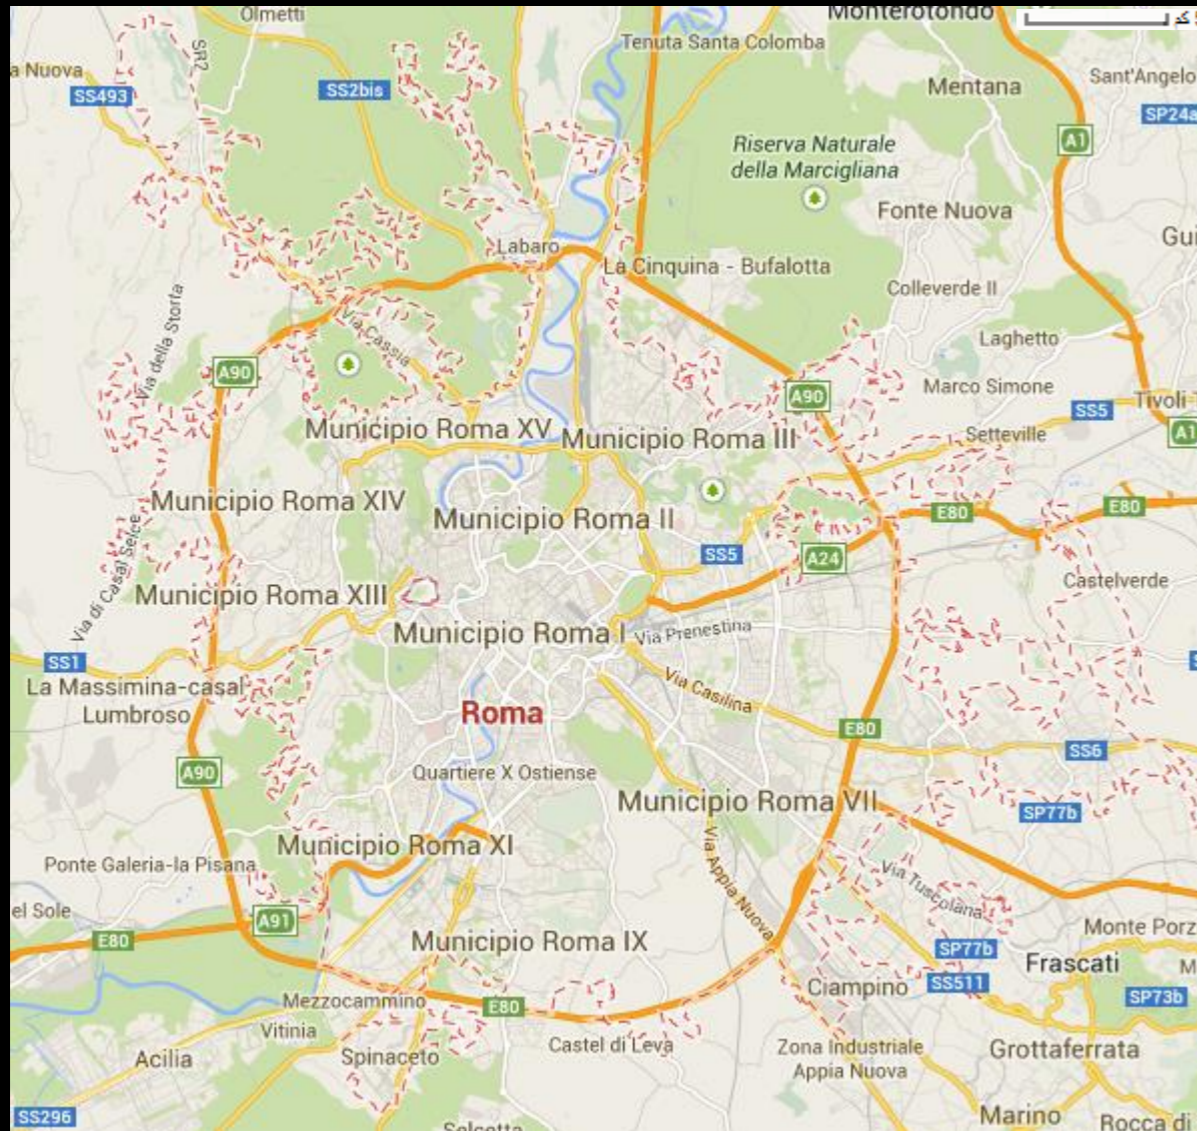 Olmetti
Monterotondo
كم
Tenuta Santa Colomba
SR2
a Nuova
SS493
SS2bis
Mentana
Sant'Angelo
SP24a
A1
Riserva Naturale
della Marcigliana
Fonte Nuova
Gui
Labaro
La Cinquina - Bufalotta
Colleverde II
Via della Storta
Via Cassia
Laghetto
A90
A90
Marco Simone
SS5
Tivoli
A1
Municipio Roma XV
Municipio Roma III
Setteville
Municipio Roma XIV
Municipio Roma II
E80
E80
SS5
A24
Via di Casal Selce
Municipio Roma XIII
Castelverde
Municipio Roma I
Via Prenestina
SS1
La Massimina-casal
Lumbroso
Via Casilina
Roma
E80
SS6
A90
Quartiere X Ostiense
Municipio Roma VII
SP77b
Municipio Roma XI
Via Appia Nuova
Ponte Galeria-la Pisana
Via Tuscolana
el Sole
A91
E80
Municipio Roma IX
Monte Porz
SP77b
Frascati
M
SS511
Ciampino
SP73b
Mezzocammino
E80
Vitinia
Acilia
Spinaceto
Castel di Leva
Zona Industriale
Appia Nuova
Grottaferrata
SS296
Selcetta
Marino
Rocca di